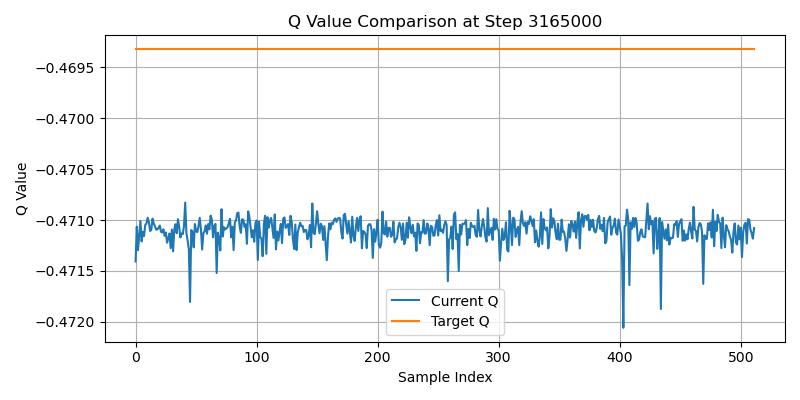 Q Value Comparison at Step 3165000
Q Value
−0.4695
−0.4700
−0.4705
−0.4710
−0.4715
−0.4720
Current Q
Target Q
0 100 200 300 400 500
Sample Index